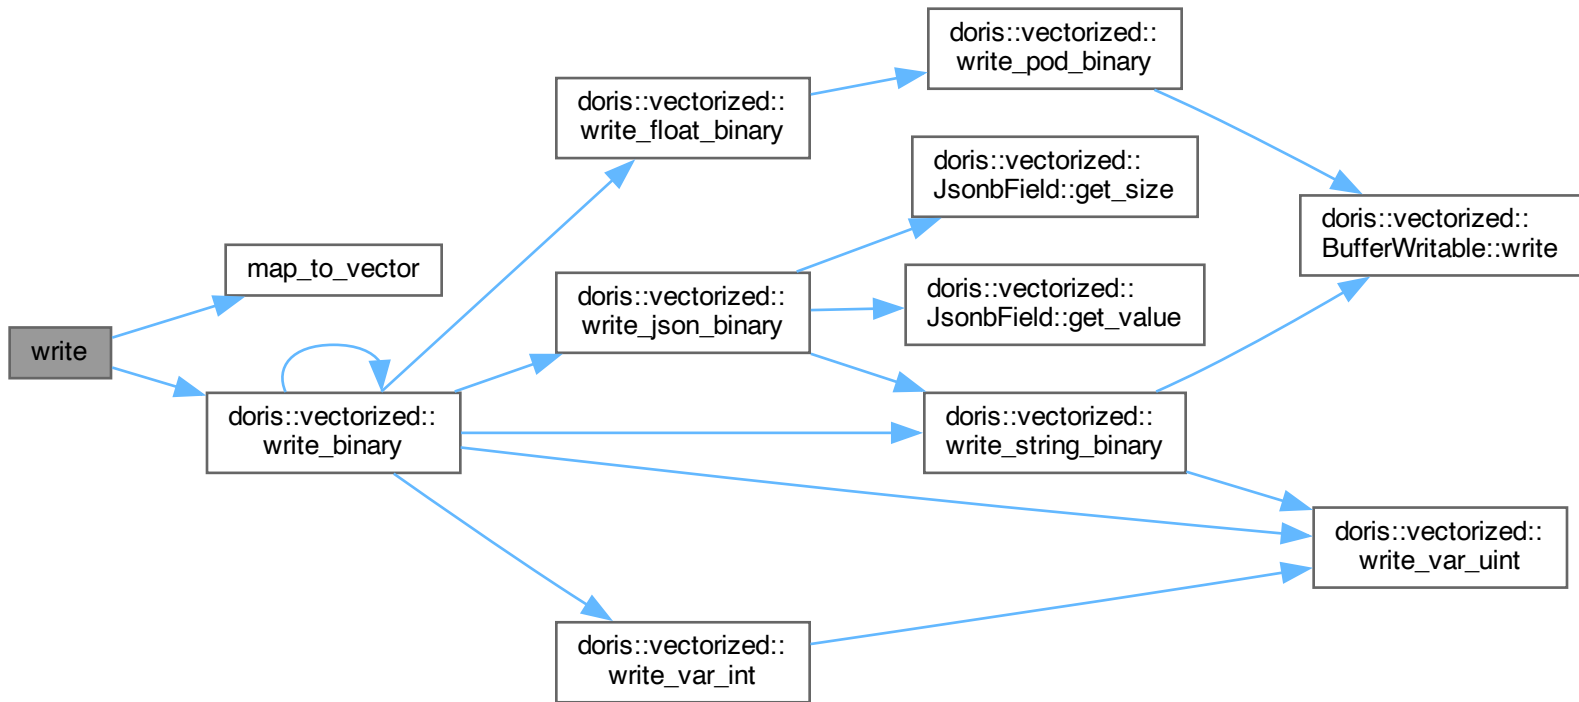 write
map_to_vector
doris::vectorized::
write_binary
doris::vectorized::
write_float_binary
doris::vectorized::
write_json_binary
doris::vectorized::
write_var_int
doris::vectorized::
write_pod_binary
doris::vectorized::
JsonbField::get_size
doris::vectorized::
JsonbField::get_value
doris::vectorized::
write_string_binary
doris::vectorized::
BufferWritable::write
doris::vectorized::
write_var_uint